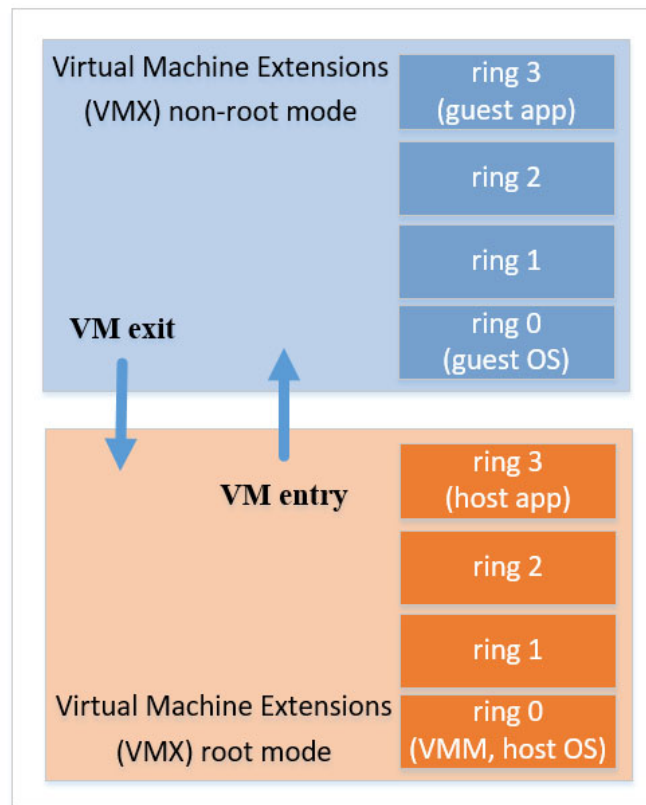 Virtual Machine Extensions
(VMX) non-root mode
ring 3
(guest app)
ring 2
ring 1
ring 0
(guest OS)
VM exit
VM entry
ring 3
(host app)
ring 2
ring 1
ring 0
(VMM, host OS)
Virtual Machine Extensions
(VMX) root mode